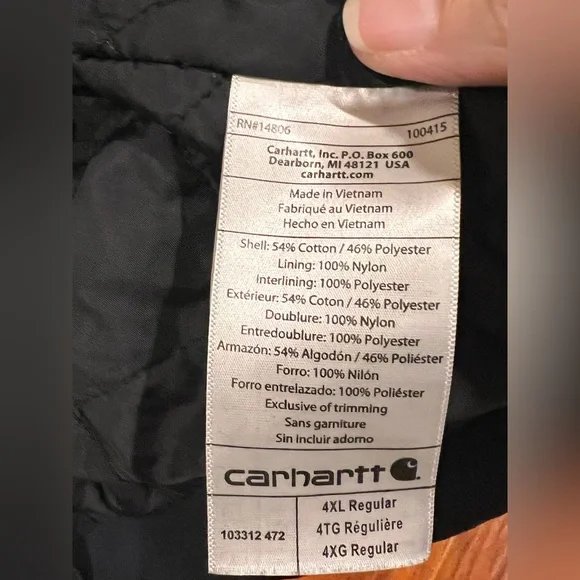 RN#14806 100415
Carhartt, Inc. P.O. Box 600
Dearborn, MI 48121 USA
carhartt.com
Made in Vietnam
Fabriqué au Vietnam
Hecho en Vietnam
Shell: 54% Cotton / 46% Polyester
Lining: 100% Nylon
Interlining: 100% Polyester
Extérieur: 54% Coton / 46% Polyester
Doublure: 100% Nylon
Entredoublure: 100% Polyester
Armazón: 54% Algodón / 46% Poliéster
Forro: 100% Nilón
Forro entrelazado: 100% Poliéster
Exclusive of trimming
Sans garniture
Sin incluir adorno
carhartt
103312 472
4XL Regular
4TG Régulière
4XG Regular